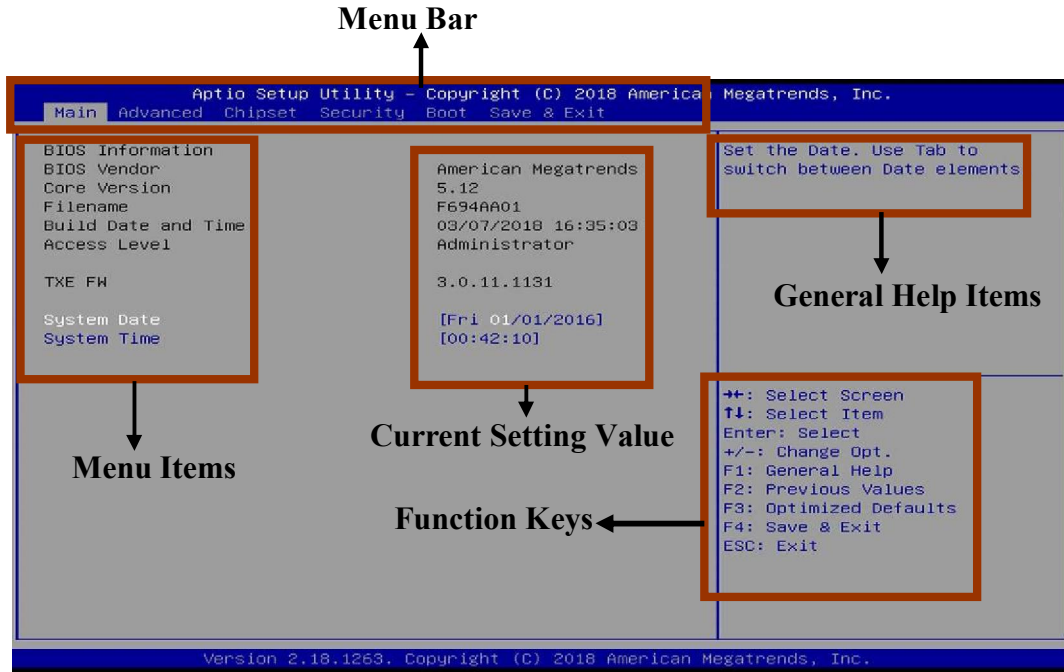 Menu Bar
Aptio Setup Utility – Copyright (C) 2018 American Megatrends, Inc.
Main Advanced Chipset Security Boot Save & Exit
BIOS Information
BIOS Vendor American Megatrends
Core Version 5.12
Filename F694AA01
Build Date and Time 03/07/2018 16:35:03
Access Level Administrator
TXE FW 3.0.11.1131
System Date [Fri 01/01/2016]
System Time [00:42:10]
Set the Date. Use Tab to
switch between Date elements
General Help Items
Current Setting Value
Menu Items
→←: Select Screen
↑↓: Select Item
Enter: Select
+/-: Change Opt.
F1: General Help
F2: Previous Values
F3: Optimized Defaults
F4: Save & Exit
ESC: Exit
Function Keys
Version 2.18.1263. Copyright (C) 2018 American Megatrends, Inc.